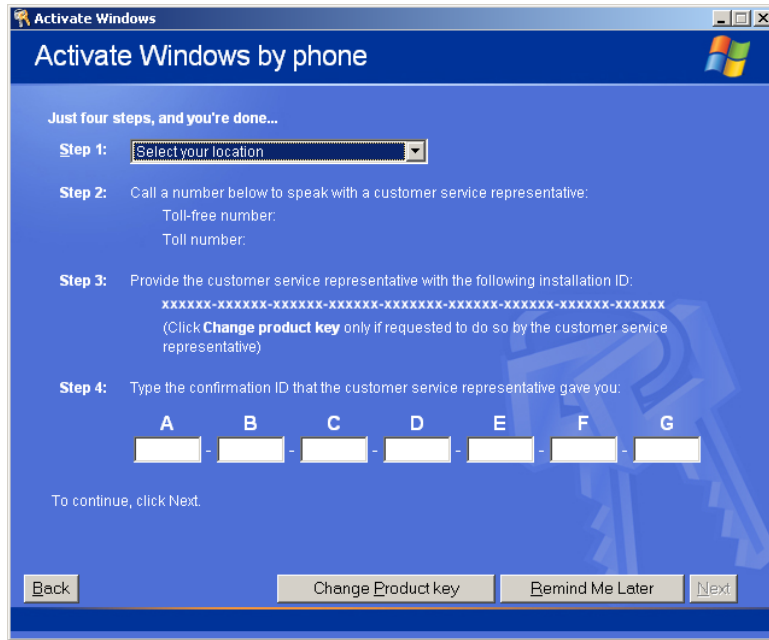 Activate Windows
Activate Windows by phone
Just four steps, and you're done...
Step 1: Select your location
Step 2: Call a number below to speak with a customer service representative:
Toll-free number:
Toll number:
Step 3: Provide the customer service representative with the following installation ID:
xxxxxx-xxxxxx-xxxxxx-xxxxxx-xxxxxxx-xxxxxx-xxxxxx-xxxxxx-xxxxxx
(Click Change product key only if requested to do so by the customer service
representative)
Step 4: Type the confirmation ID that the customer service representative gave you:
A B C D E F G
- - - - - -
To continue, click Next.
Back Change Product key Remind Me Later Next